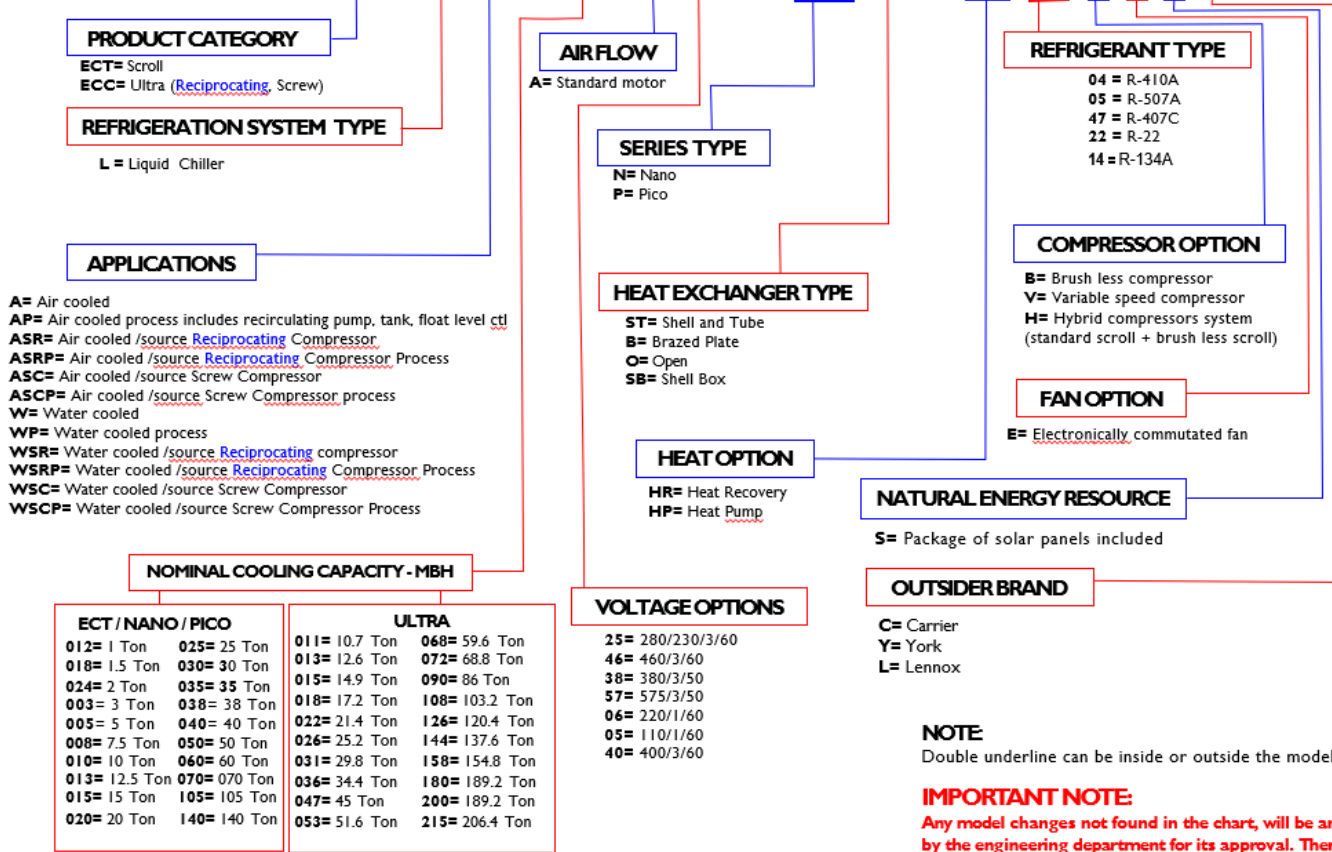 PRODUCT CATEGORY
ECT= Scroll
ECC= Ultra (Reciprocating, Screw)
REFRIGERATION SYSTEM TYPE
L = Liquid Chiller
APPLICATIONS
A= Air cooled
AP= Air cooled process includes recirculating pump, tank, float level ctl
ASR= Air cooled /source Reciprocating Compressor
ASRP= Air cooled /source Reciprocating Compressor Process
ASC= Air cooled /source Screw Compressor
ASCP= Air cooled /source Screw Compressor process
W= Water cooled
WP= Water cooled process
WSR= Water cooled /source Reciprocating compressor
WSRP= Water cooled /source Reciprocating Compressor Process
WSC= Water cooled /source Screw Compressor
WSCP= Water cooled /source Screw Compressor Process
NOMINAL COOLING CAPACITY - MBH
ECT / NANO / PICO
012= 1 Ton 025= 25 Ton
018= 1.5 Ton 030= 30 Ton
024= 2 Ton 035= 35 Ton
003= 3 Ton 038= 38 Ton
005= 5 Ton 040= 40 Ton
008= 7.5 Ton 050= 50 Ton
010= 10 Ton 060= 60 Ton
013= 12.5 Ton 070= 070 Ton
015= 15 Ton 105= 105 Ton
020= 20 Ton 140= 140 Ton
ULTRA
011= 10.7 Ton 068= 59.6 Ton
013= 12.6 Ton 072= 68.8 Ton
015= 14.9 Ton 090= 86 Ton
018= 17.2 Ton 108= 103.2 Ton
022= 21.4 Ton 126= 120.4 Ton
026= 25.2 Ton 144= 137.6 Ton
031= 29.8 Ton 158= 154.8 Ton
036= 34.4 Ton 180= 189.2 Ton
047= 45 Ton 200= 189.2 Ton
053= 51.6 Ton 215= 206.4 Ton
AIR FLOW
A= Standard motor
SERIES TYPE
N= Nano
P= Pico
HEAT EXCHANGER TYPE
ST= Shell and Tube
B= Brazed Plate
O= Open
SB= Shell Box
HEAT OPTION
HR= Heat Recovery
HP= Heat Pump
VOLTAGE OPTIONS
25= 280/230/3/60
46= 460/3/60
38= 380/3/50
57= 575/3/50
06= 220/1/60
05= 110/1/60
40= 400/3/60
REFRIGERANT TYPE
04 = R-410A
05 = R-507A
47 = R-407C
22 = R-22
14 = R-134A
COMPRESSOR OPTION
B= Brush less compressor
V= Variable speed compressor
H= Hybrid compressors system
(standard scroll + brush less scroll)
FAN OPTION
E= Electronically commutated fan
NATURAL ENERGY RESOURCE
S= Package of solar panels included
OUTSIDER BRAND
C= Carrier
Y= York
L= Lennox
NOTE:
Double underline can be inside or outside the model
IMPORTANT NOTE:
Any model changes not found in the chart, will be
by the engineering department for its approval.